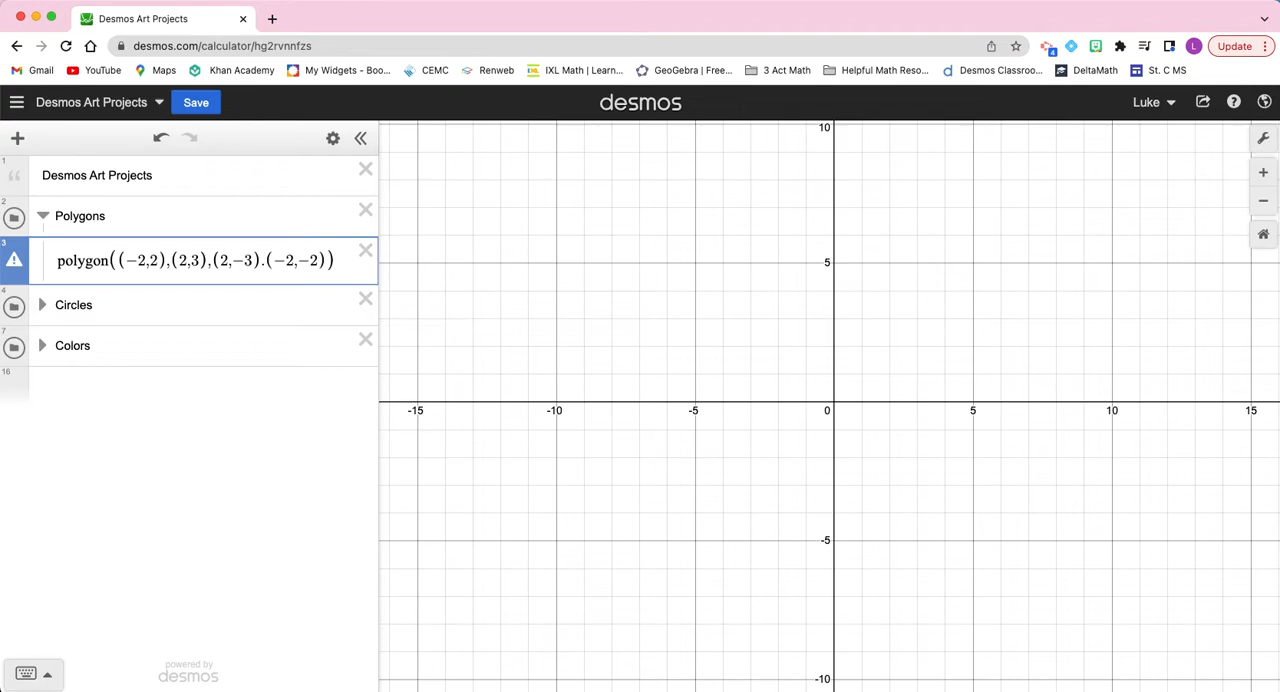 Desmos Art Projects
desmos.com/calculator/hg2rvnnfzs
4
L
Update
Gmail YouTube Maps Khan Academy My Widgets - Boo... CEMC Renweb IXL Math | Learn... GeoGebra | Free... 3 Act Math Helpful Math Reso... Desmos Classroo... DeltaMath St. C MS
Desmos Art Projects Save desmos Luke
1 Desmos Art Projects
2 Polygons
3 polygon((−2,2),(2,3),(2,−3).(−2,−2))
4 Circles
7 Colors
16
10
5
-15 -10 -5 0 5 10 15
-5
-10
powered by
desmos